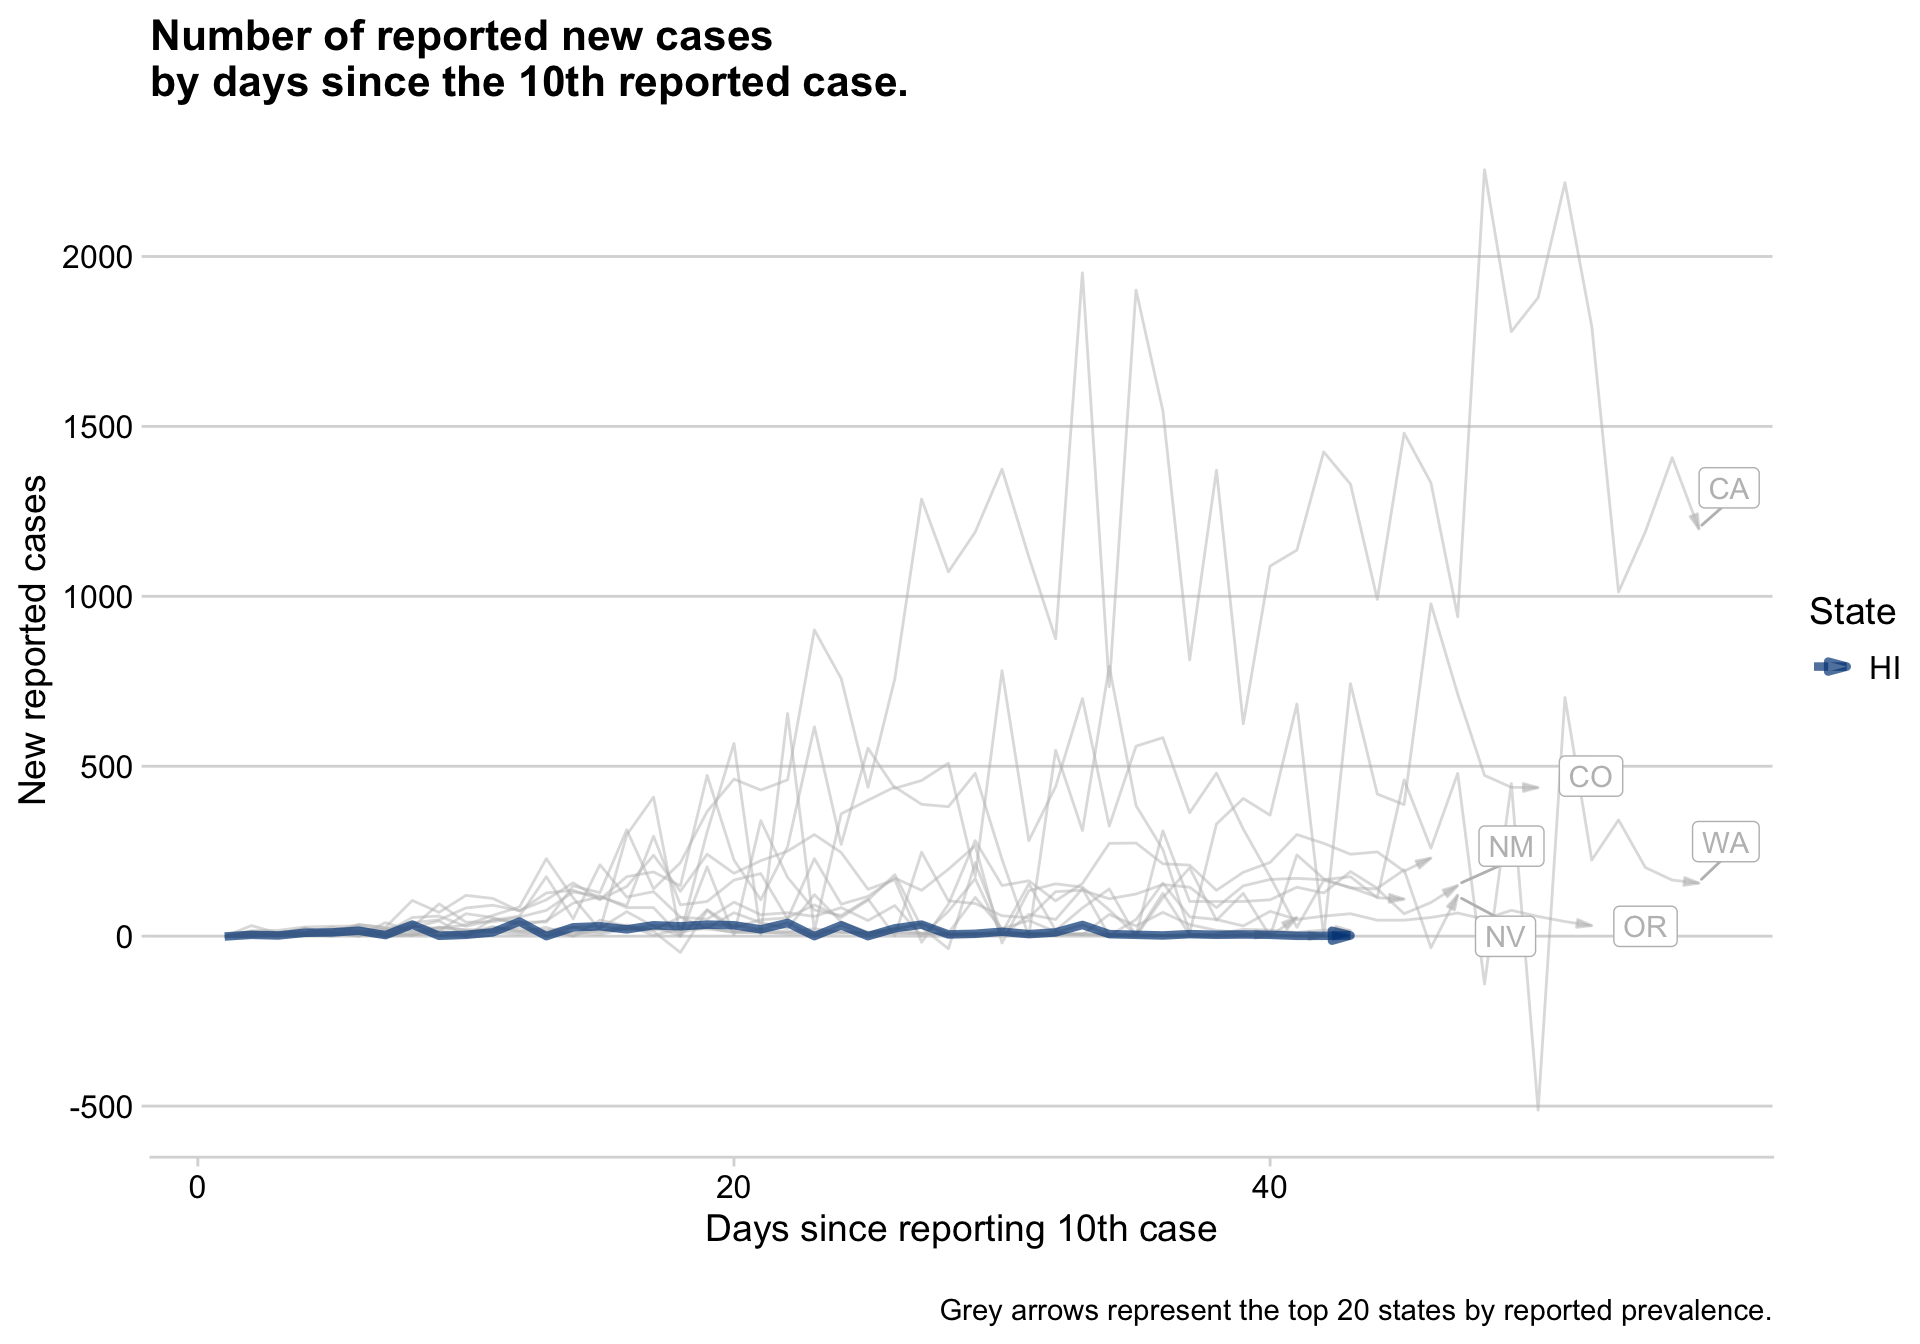 Number of reported new cases
by days since the 10th reported case.
New reported cases
2000
1500
1000
500
0
-500
CA
CO
NM
WA
NV
OR
State
HI
0
20
40
Days since reporting 10th case
Grey arrows represent the top 20 states by reported prevalence.